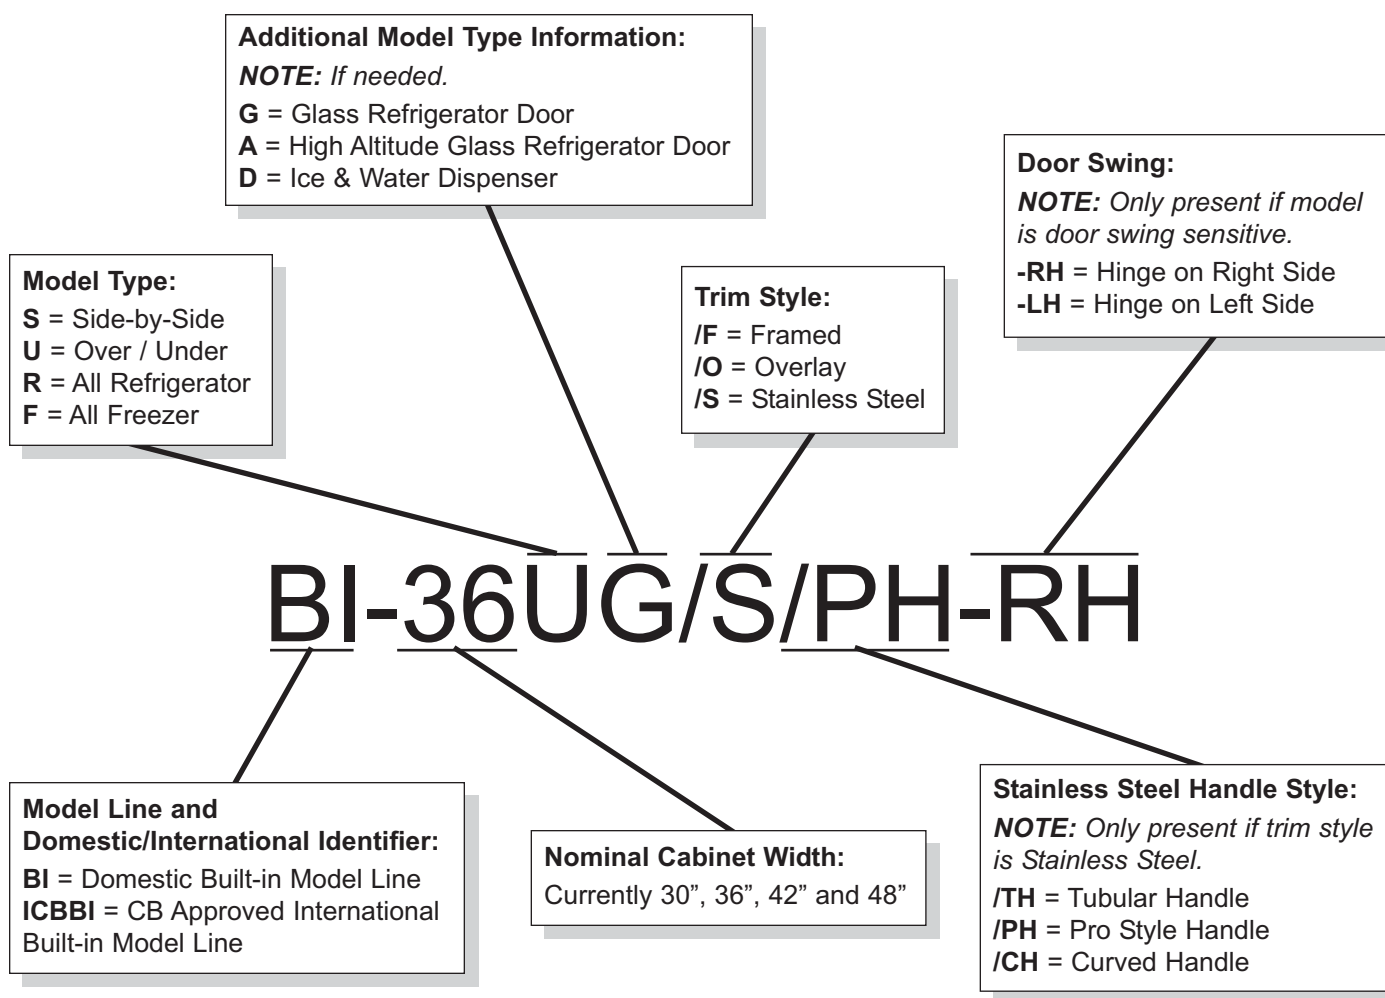 Additional Model Type Information:
NOTE: If needed.
G = Glass Refrigerator Door
A = High Altitude Glass Refrigerator Door
D = Ice & Water Dispenser
Door Swing:
NOTE: Only present if model
is door swing sensitive.
-RH = Hinge on Right Side
-LH = Hinge on Left Side
Model Type:
S = Side-by-Side
U = Over / Under
R = All Refrigerator
F = All Freezer
Trim Style:
/F = Framed
/O = Overlay
/S = Stainless Steel
BI-36UG/S/PH-RH
Model Line and
Domestic/International Identifier:
BI = Domestic Built-in Model Line
ICBBI = CB Approved International
Built-in Model Line
Nominal Cabinet Width:
Currently 30”, 36”, 42” and 48”
Stainless Steel Handle Style:
NOTE: Only present if trim style
is Stainless Steel.
/TH = Tubular Handle
/PH = Pro Style Handle
/CH = Curved Handle